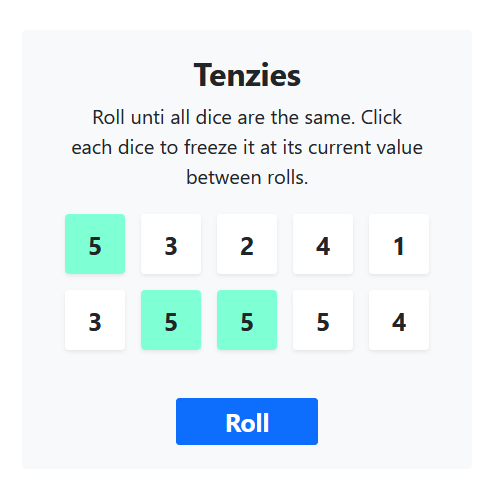 Tenzies
Roll unti all dice are the same. Click
each dice to freeze it at its current value
between rolls.
5 3 2 4 1
3 5 5 5 4
Roll